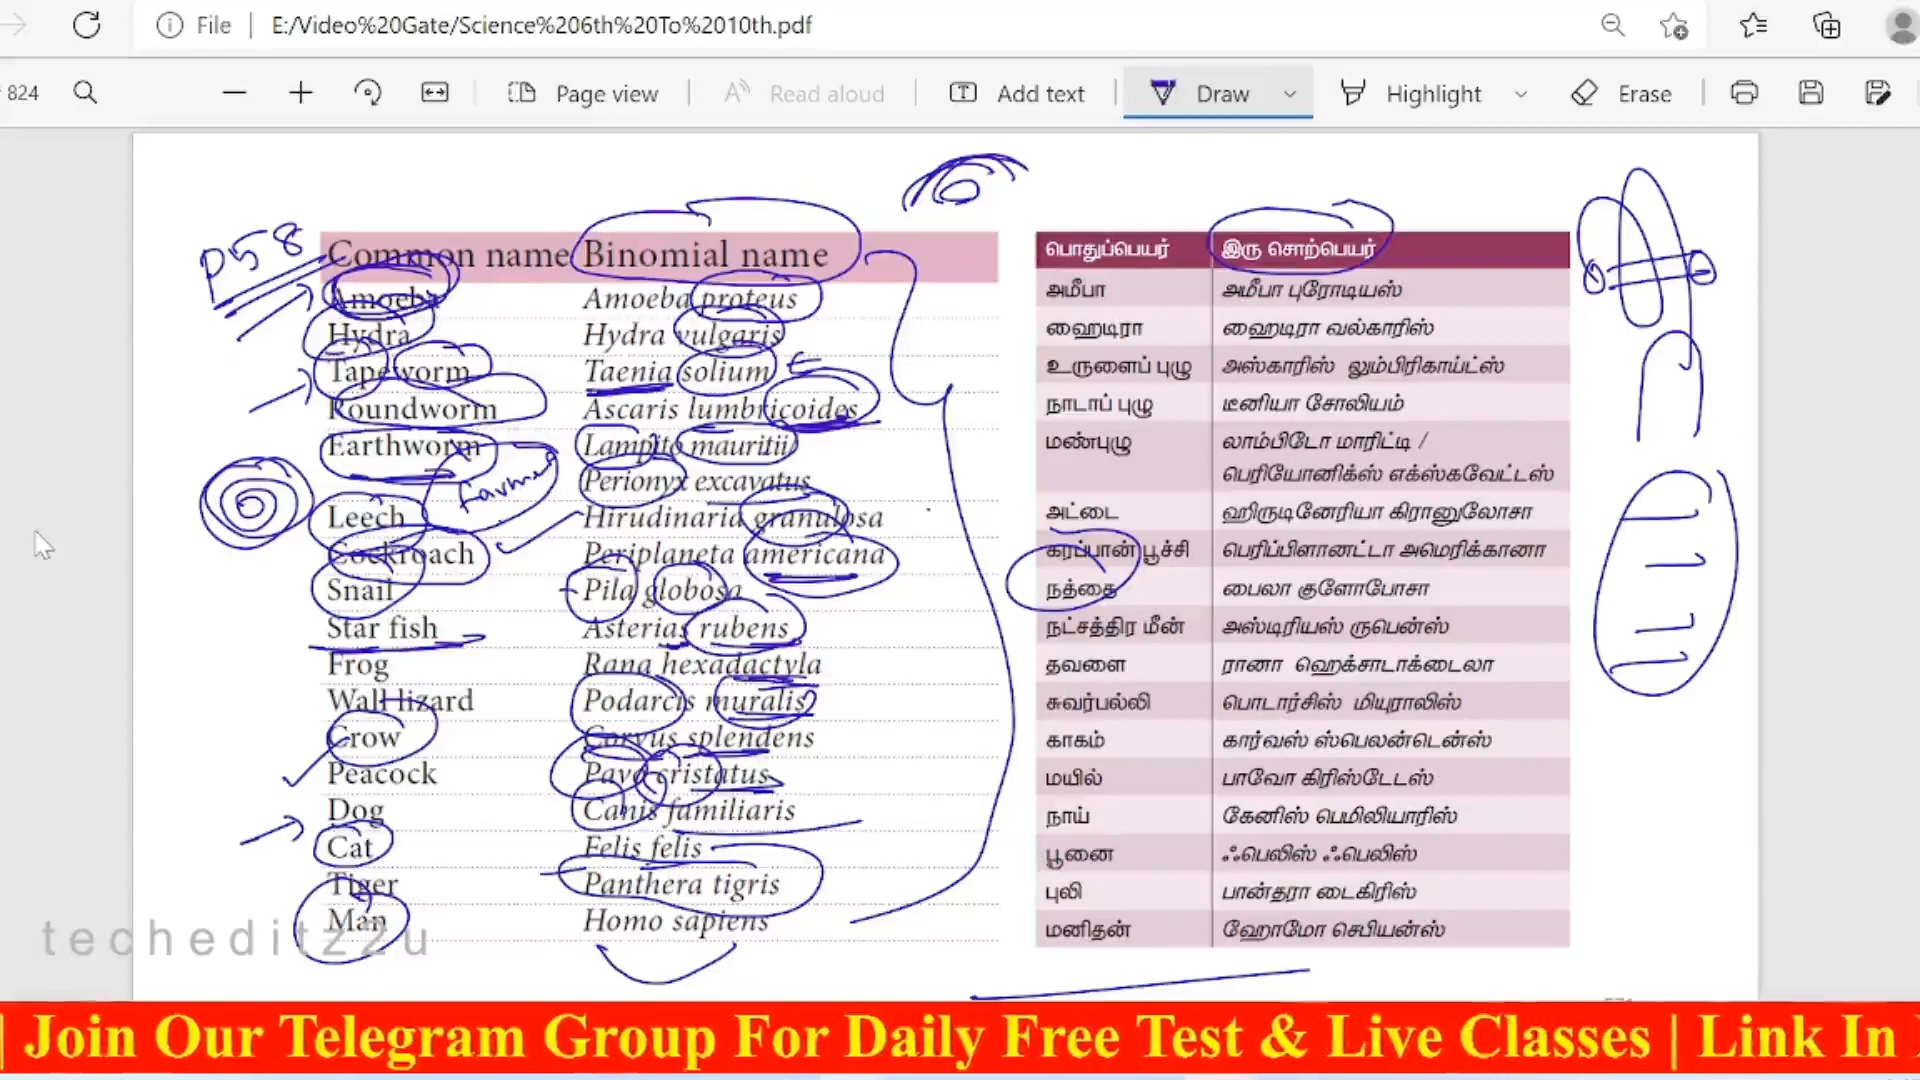 File E:/Video%20Gate/Science%206th%20To%2010th.pdf
824 Page view Read aloud Add text Draw Highlight Erase
P58
Common name Binomial name
Amoeba Amoeba proteus
Hydra Hydra vulgaris
Tapeworm Taenia solium
Roundworm Ascaris lumbricoides
Earthworm Lampito mauritii
Perionyx excavatus
Leech Hirudinaria granulosa
Cockroach Periplaneta americana
Snail Pila globosa
Star fish Asterias rubens
Frog Rana hexadactyla
Wall lizard Podarcis muralis
Crow Corvus splendens
Peacock Pavo cristatus
Dog Canis familiaris
Cat Felis felis
Tiger Panthera tigris
Man Homo sapiens
பொதுப்பெயர் இரு சொற்பெயர்
அமீபா அமீபா புரோடியஸ்
ஹைடிரா ஹைடிரா வல்காரிஸ்
உருளைப் புழு அஸ்காரிஸ் லும்பிரிகாய்ட்ஸ்
நாடாப் புழு டீனியா சோலியம்
மண்புழு லாம்பிடோ மாரிட்டி /
பெரியோனிக்ஸ் எக்ஸ்கவேட்டஸ்
அட்டை ஹிருடினேரியா கிரானுலோசா
கரப்பான் பூச்சி பெரிப்பிளானட்டா அமெரிக்கானா
நத்தை பைலா குளோபோசா
நட்சத்திர மீன் அஸ்டிரியஸ் ருபென்ஸ்
தவளை ரானா ஹெக்சாடாக்டைலா
சுவர்பல்லி பொடார்சிஸ் மியுராலிஸ்
காகம் கார்வஸ் ஸ்பெலன்டென்ஸ்
மயில் பாவோ கிரிஸ்டேடஸ்
நாய் கேனிஸ் பெமிலியாரிஸ்
பூனை ஃபெலிஸ் ஃபெலிஸ்
புலி பான்தரா டைகிரிஸ்
மனிதன் ஹோமோ செபியன்ஸ்
techeditz2u
| Join Our Telegram Group For Daily Free Test & Live Classes | Link In